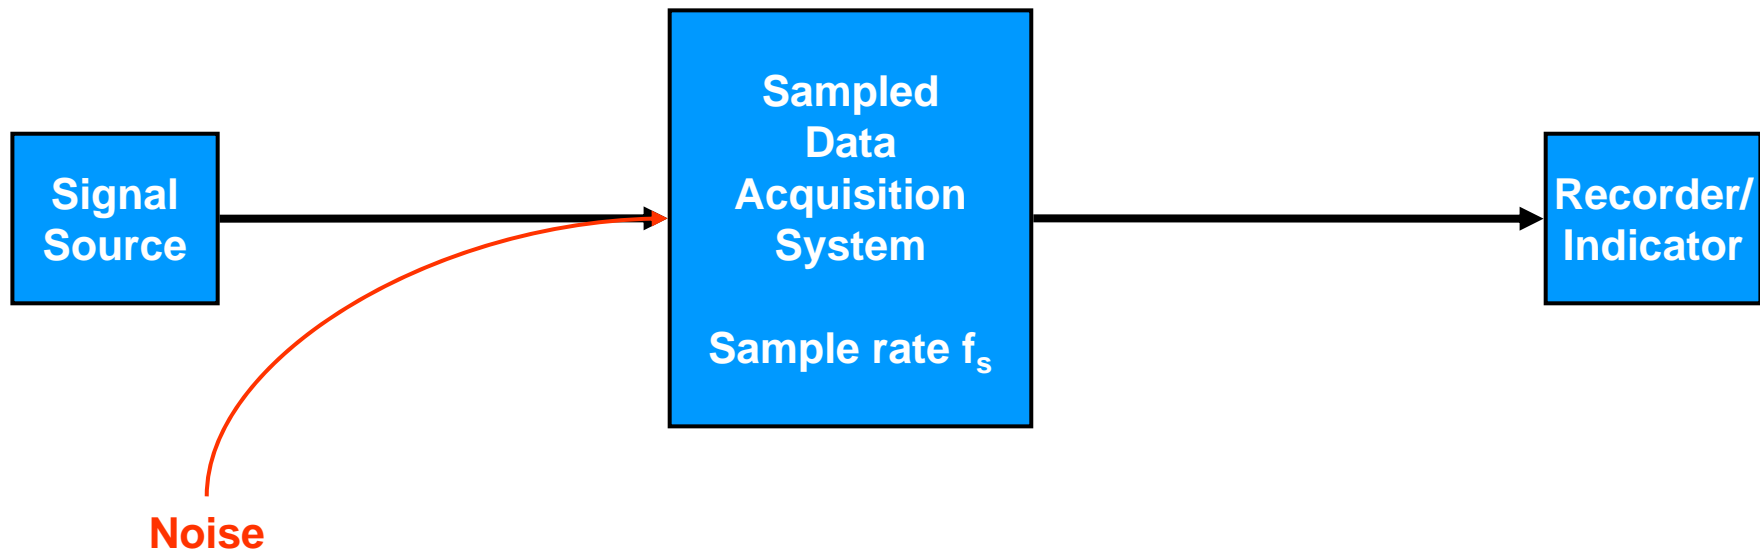 Signal
Source
Sampled
Data
Acquisition
System
Sample rate fs
Recorder/
Indicator
Noise